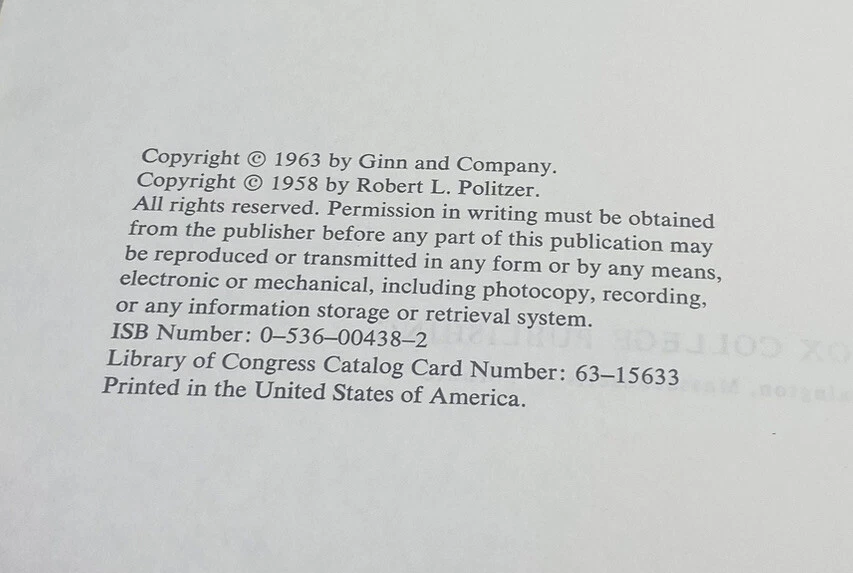 Copyright © 1963 by Ginn and Company.
Copyright © 1958 by Robert L. Politzer.
All rights reserved. Permission in writing must be obtained
from the publisher before any part of this publication may
be reproduced or transmitted in any form or by any means,
electronic or mechanical, including photocopy, recording,
or any information storage or retrieval system.
ISB Number: 0–536–00438–2
Library of Congress Catalog Card Number: 63–15633
Printed in the United States of America.